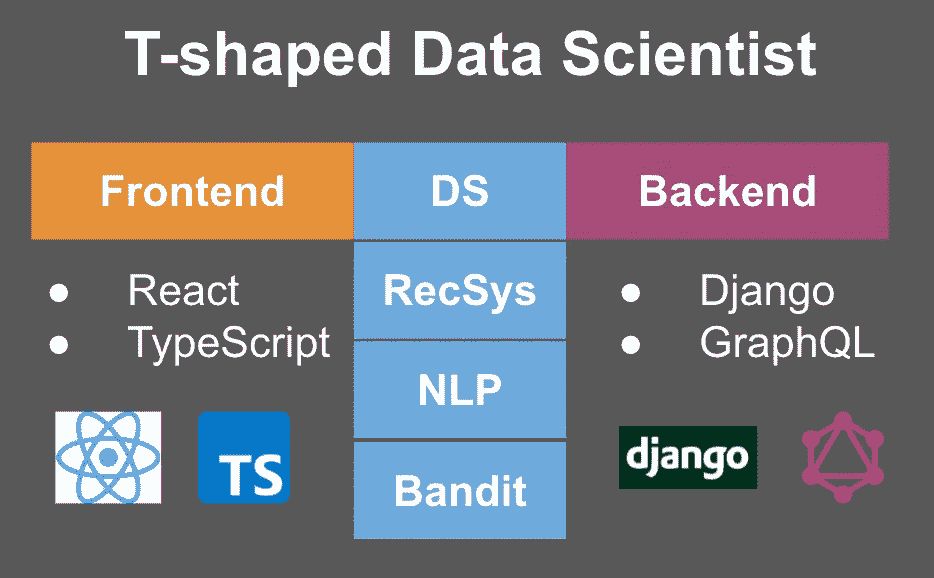 T-shaped Data Scientist
Frontend
DS
Backend
● React
● TypeScript
RecSys
NLP
Bandit
● Django
● GraphQL
TS
django